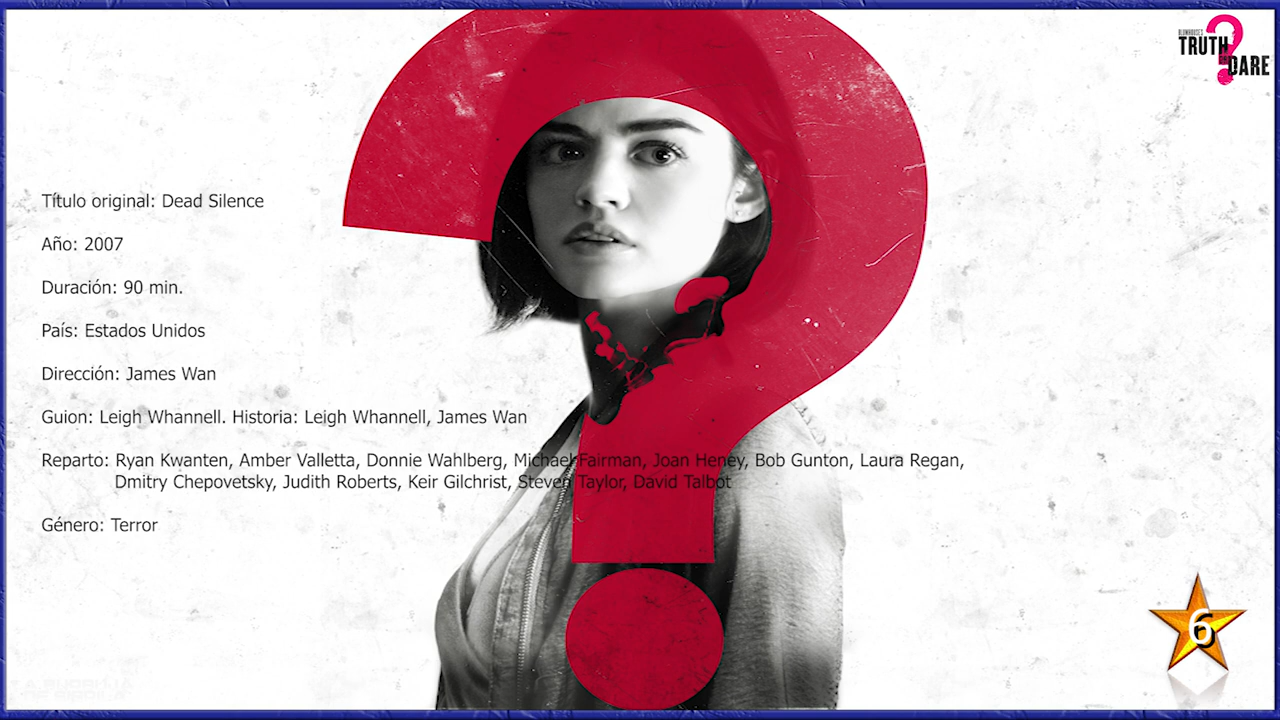 BLUMHOUSE'S
TRUTH
DARE
Título original: Dead Silence
Año: 2007
Duración: 90 min.
País: Estados Unidos
Dirección: James Wan
Guion: Leigh Whannell. Historia: Leigh Whannell, James Wan
Reparto: Ryan Kwanten, Amber Valletta, Donnie Wahlberg, Michael Fairman, Joan Heney, Bob Gunton, Laura Regan,
Dmitry Chepovetsky, Judith Roberts, Keir Gilchrist, Steven Taylor, David Talbot
Género: Terror
6